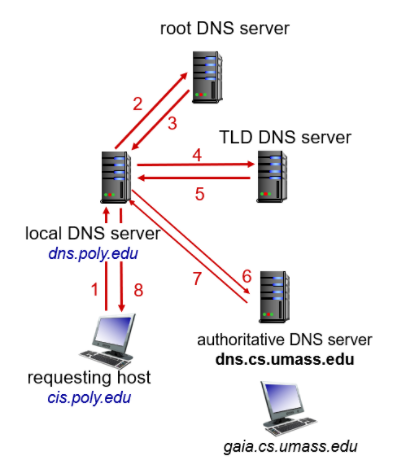 root DNS server
2
3
TLD DNS server
4
5
local DNS server
dns.poly.edu
1
8
7
6
authoritative DNS server
dns.cs.umass.edu
requesting host
cis.poly.edu
gaia.cs.umass.edu